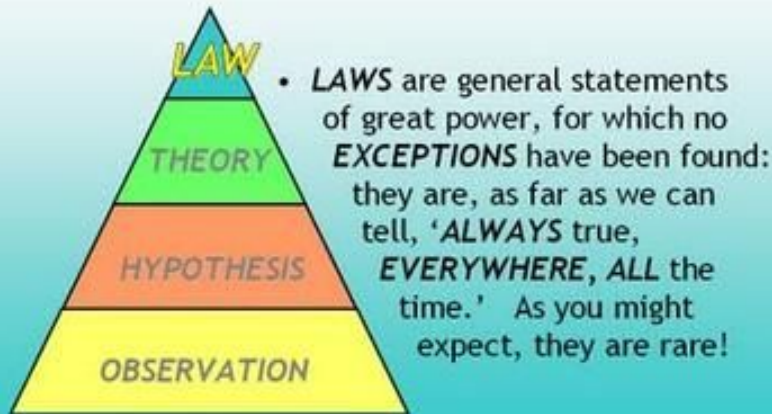 LAW
THEORY
HYPOTHESIS
OBSERVATION
• LAWS are general statements
of great power, for which no
EXCEPTIONS have been found:
they are, as far as we can
tell, ‘ALWAYS true,
EVERYWHERE, ALL the
time.’ As you might
expect, they are rare!